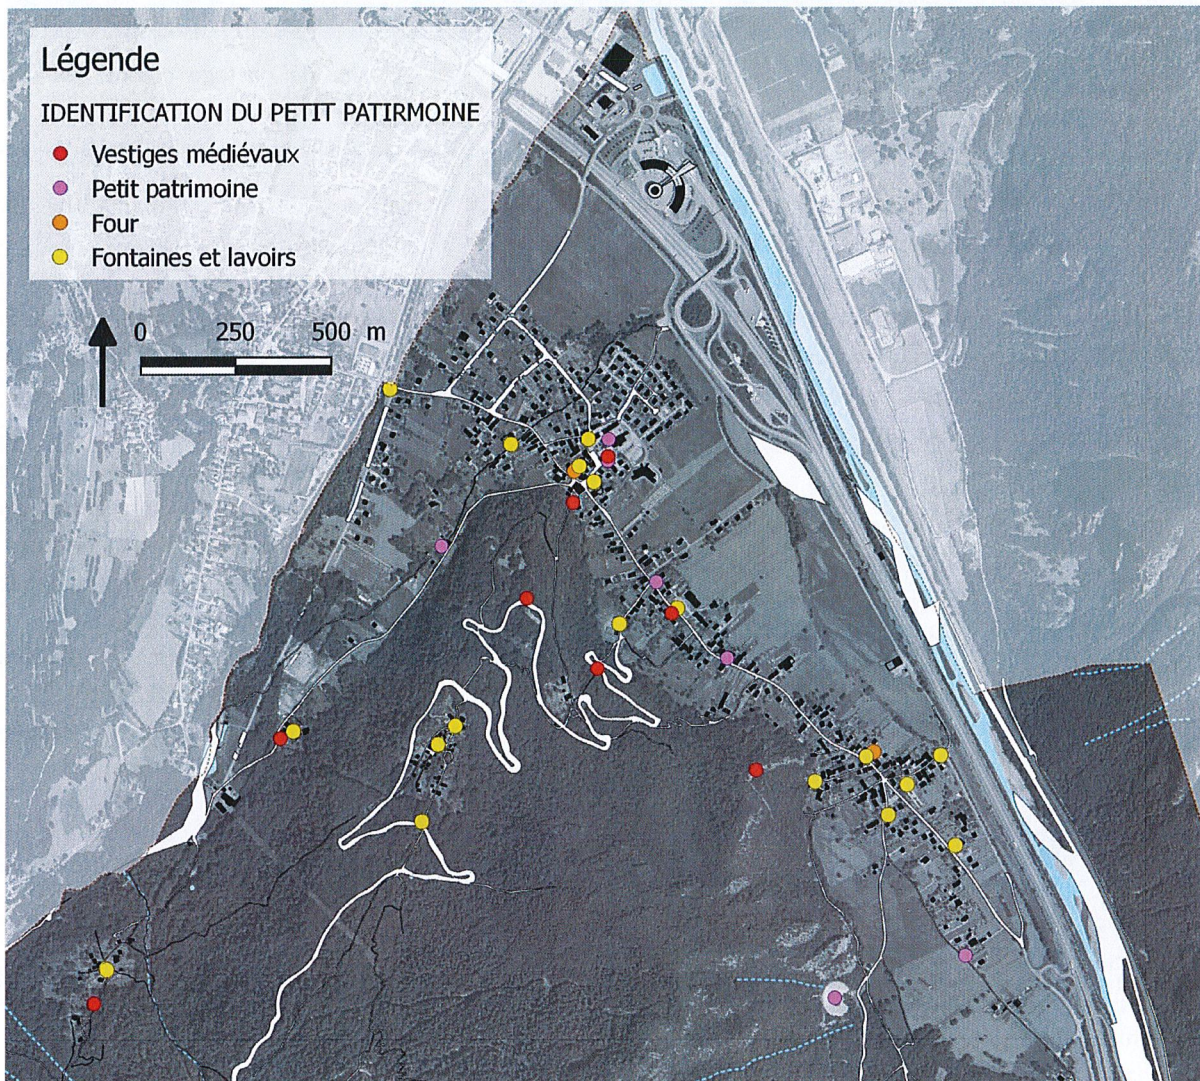 Légende
IDENTIFICATION DU PETIT PATIRMOINE
Vestiges médiévaux
Petit patrimoine
Four
Fontaines et lavoirs
0 250 500 m